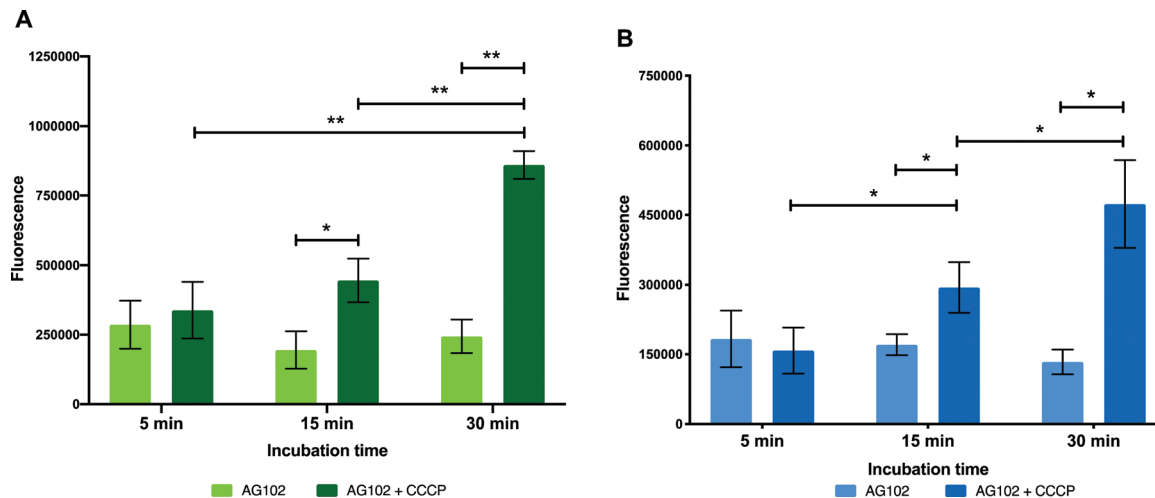 A
1250000
1000000
750000
500000
250000
0
Fluorescence
**
**
**
*
5 min
15 min
30 min
Incubation time
AG102
AG102 + CCCP
B
750000
600000
450000
300000
150000
0
Fluorescence
*
*
*
*
5 min
15 min
30 min
Incubation time
AG102
AG102 + CCCP